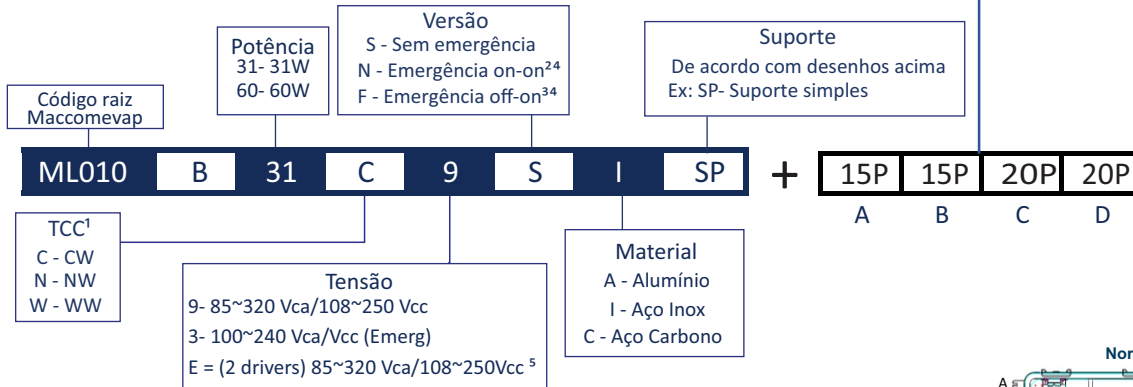 Versão
S - Sem emergência
N - Emergência on-on²⁴
F - Emergência off-on³⁴
Potência
31- 31W
60- 60W
Suporte
De acordo com desenhos acima
Ex: SP- Suporte simples
Código raiz
Maccomevap
ML010 B 31 C 9 S I SP + 15P 15P 20P 20P
A B C D
TCC¹
C - CW
N - NW
W - WW
Tensão
9- 85~320 Vca/108~250 Vcc
3- 100~240 Vca/Vcc (Emerg)
E = (2 drivers) 85~320 Vca/108~250Vcc ⁵
Material
A - Alumínio
I - Aço Inox
C - Aço Carbono
Nor
A